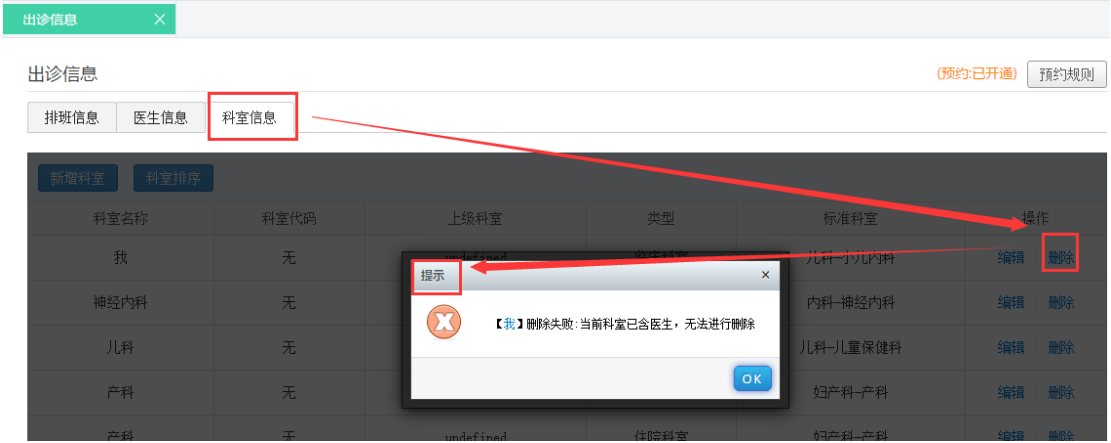 出诊信息 ×
出诊信息 (预约:已开通) 预约规则
排班信息 医生信息 科室信息
新增科室 科室排序
科室名称 科室代码 上级科室 类型 标准科室 操作
我 无 undefined 临床科室 儿科-小儿内科 编辑 删除
提示 ×
神经内科 无 内科-神经内科 编辑 删除
【我】删除失败:当前科室已含医生，无法进行删除
儿科 无 儿科-儿童保健科 编辑 删除
OK
产科 无 妇产科-产科 编辑 删除
产科 无 undefined 住院科室 妇产科-产科 编辑 删除